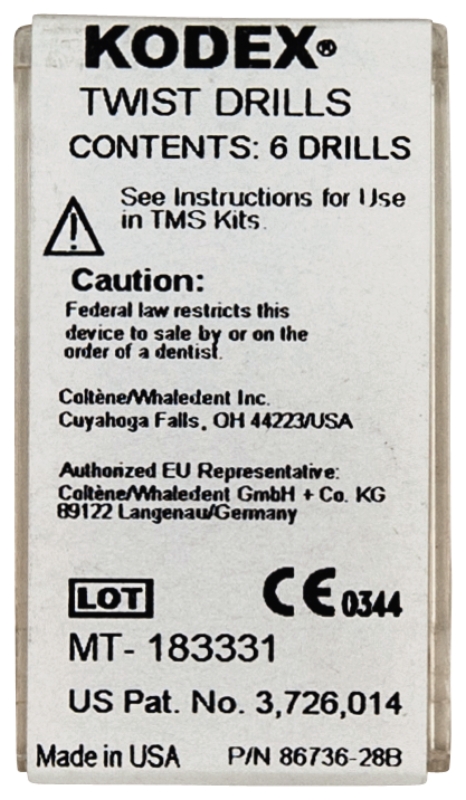 KODEX®
TWIST DRILLS
CONTENTS: 6 DRILLS
See Instructions for Use
in TMS Kits.
Caution:
Federal law restricts this
device to sale by or on the
order of a dentist.
Coltène/Whaledent Inc.
Cuyahoga Falls, OH 44223/USA
Authorized EU Representative:
Coltène/Whaledent GmbH + Co. KG
89122 Langenau/Germany
LOT CE 0344
MT- 183331
US Pat. No. 3,726,014
Made in USA P/N 86736-28B